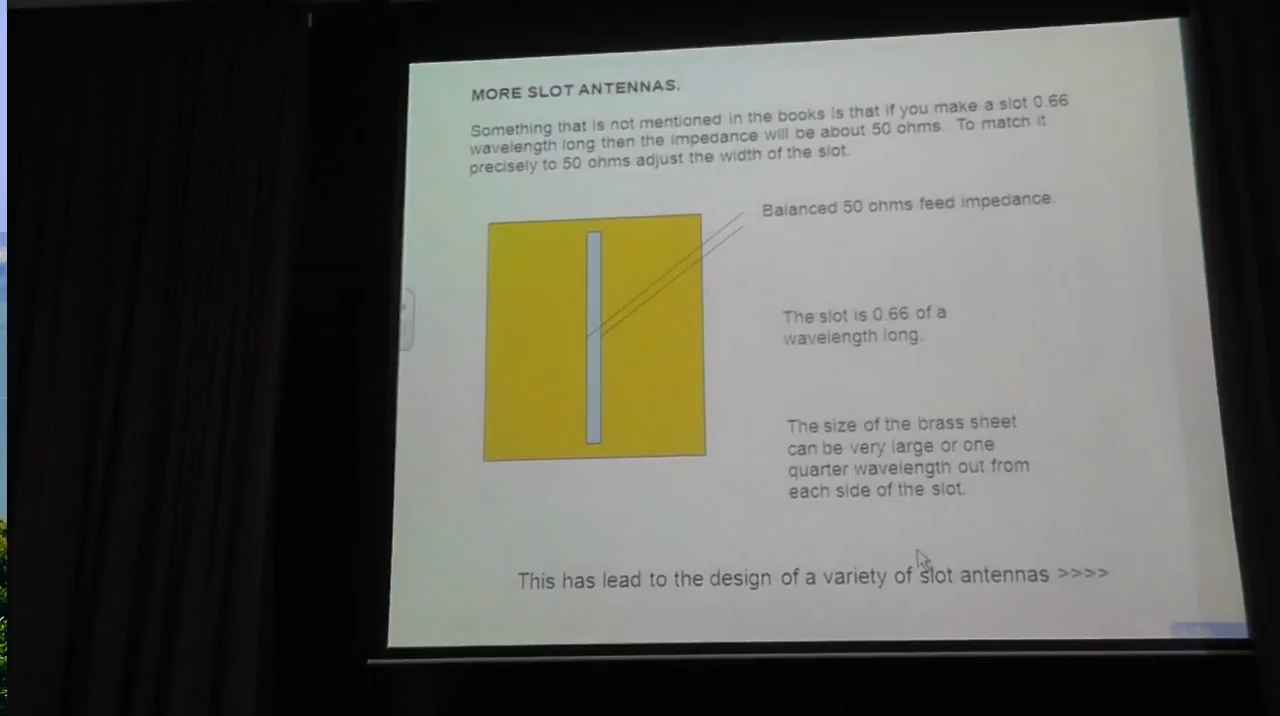 MORE SLOT ANTENNAS.
Something that is not mentioned in the books is that if you make a slot 0.66
wavelength long then the impedance will be about 50 ohms. To match it
precisely to 50 ohms adjust the width of the slot.
Balanced 50 ohms feed impedance.
The slot is 0.66 of a
wavelength long.
The size of the brass sheet
can be very large or one
quarter wavelength out from
each side of the slot.
This has lead to the design of a variety of slot antennas >>>>